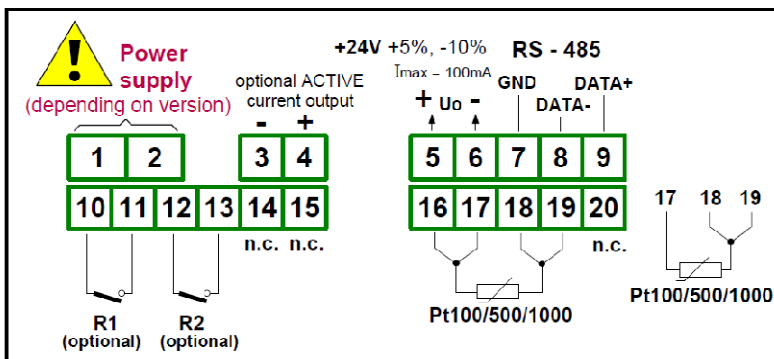 Power
supply
(depending on version)
optional ACTIVE
current output
- +
+24V +5%, -10%
Imax = 100mA
+ Uo -
RS - 485
GND
DATA-
DATA+
1 2 3 4 5 6 7 8 9
10 11 12 13 14 15 16 17 18 19 20
n.c. n.c. n.c.
R1
(optional)
R2
(optional)
Pt100/500/1000
17 18 19
Pt100/500/1000